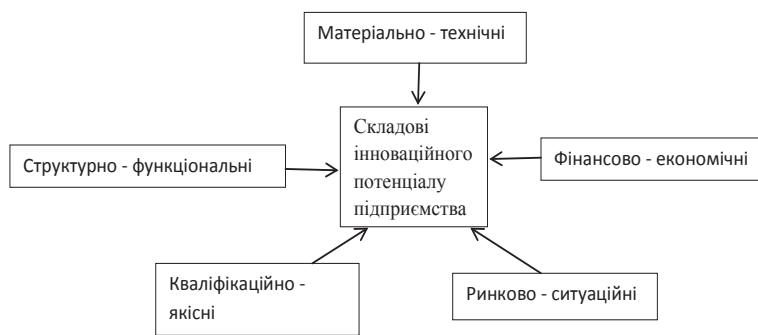 Матеріально - технічні
Складові
інноваційного
потенціалу
підприємства
Структурно - функціональні
Фінансово - економічні
Кваліфікаційно -
якісні
Ринково - ситуаційні